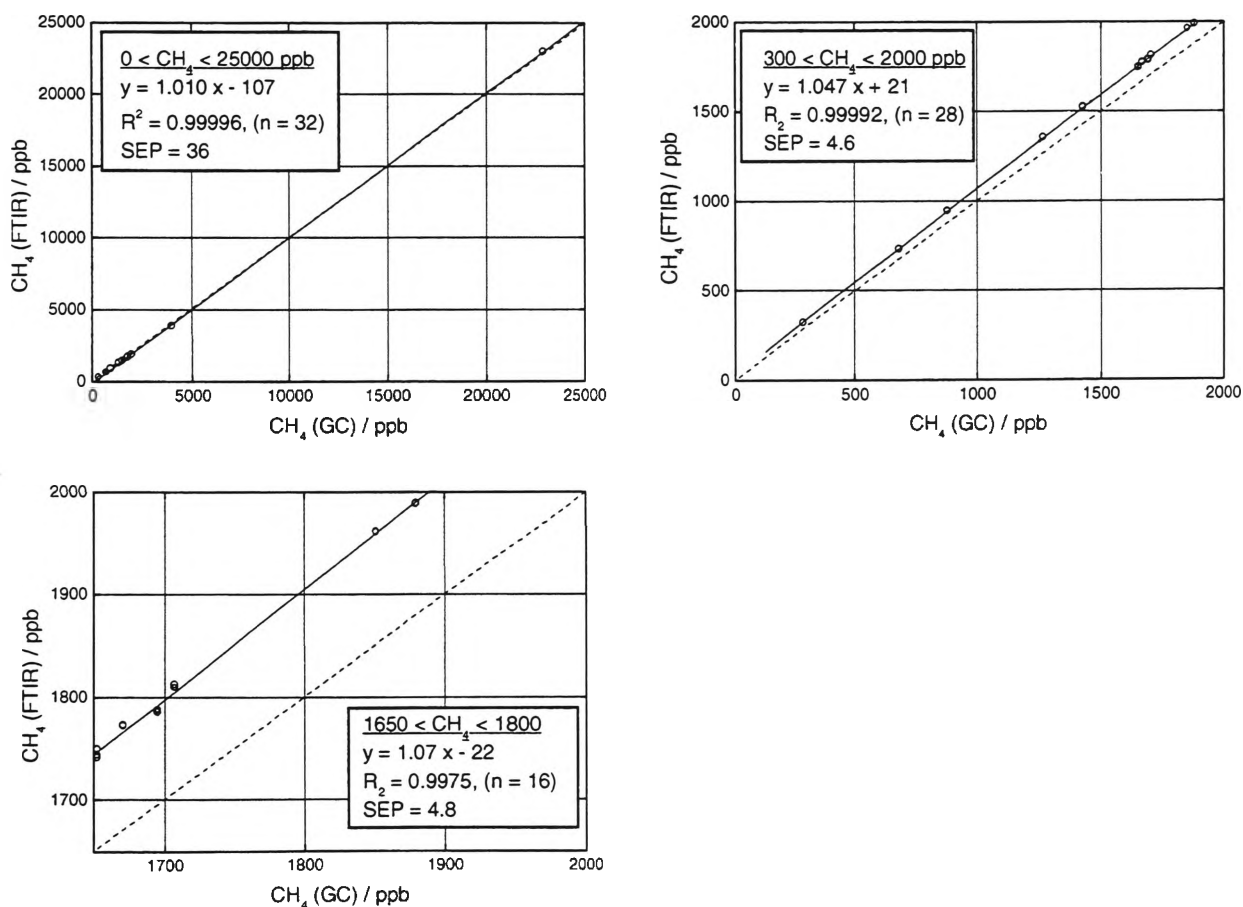 25000
20000
15000
10000
5000
0
CH₄ (FTIR) / ppb
0 < CH₄ < 25000 ppb
y = 1.010 x - 107
R² = 0.99996, (n = 32)
SEP = 36
0 5000 10000 15000 20000 25000
CH₄ (GC) / ppb
2000
1500
1000
500
0
CH₄ (FTIR) / ppb
300 < CH₄ < 2000 ppb
y = 1.047 x + 21
R₂ = 0.99992, (n = 28)
SEP = 4.6
0 500 1000 1500 2000
CH₄ (GC) / ppb
2000
1900
1800
1700
CH₄ (FTIR) / ppb
1650 < CH₄ < 1800
y = 1.07 x - 22
R₂ = 0.9975, (n = 16)
SEP = 4.8
1700 1800 1900 2000
CH₄ (GC) / ppb